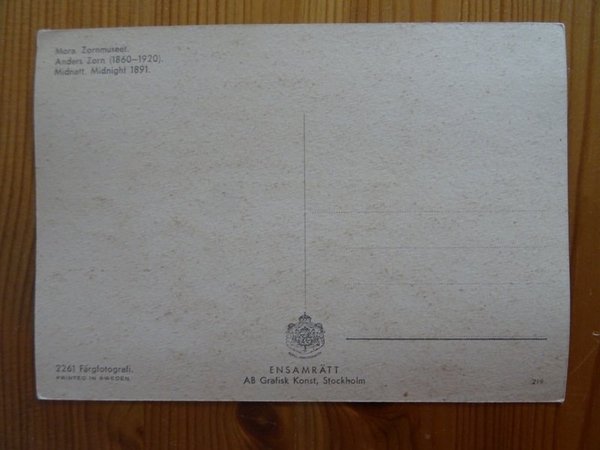 Mora. Zornmuseet.
Anders Zorn (1860—1920).
Midnatt. Midnight 1891.
2261 Färgfotografi.
PRINTED IN SWEDEN
ENSAMRÄTT
AB Grafisk Konst, Stockholm
219